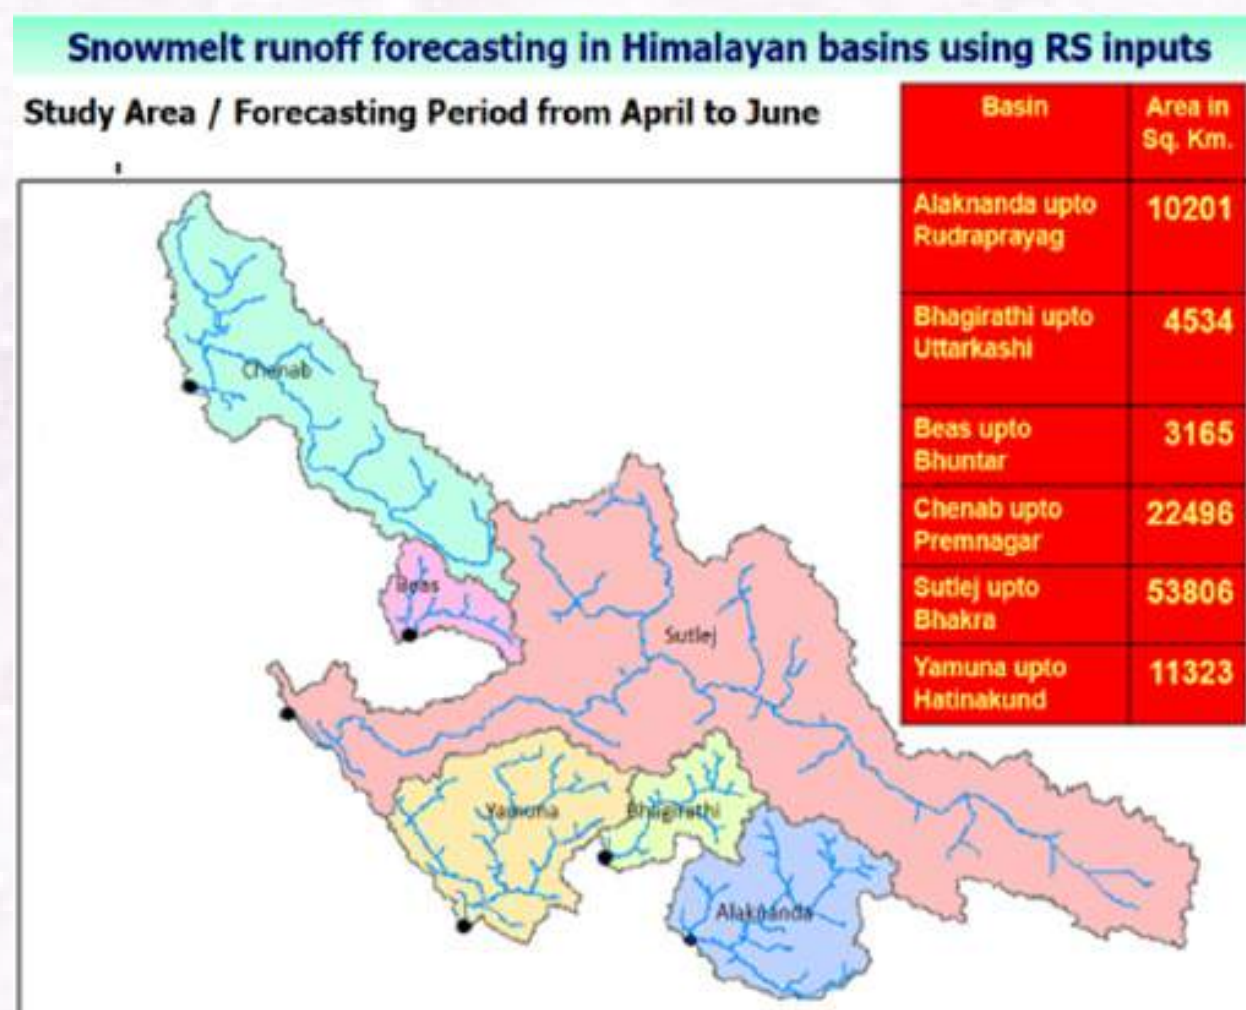 Snowmelt runoff forecasting in Himalayan basins using RS inputs
Study Area / Forecasting Period from April to June
Basin
Area in
Sq. Km.
Alaknanda upto
Rudraprayag
10201
Bhagirathi upto
Uttarkashi
4534
Beas upto
Bhuntar
3165
Chenab upto
Premnagar
22496
Sutlej upto
Bhakra
53806
Yamuna upto
Hatinakund
11323
Chenab
Beas
Sutlej
Yamuna
Bhagirathi
Alaknanda